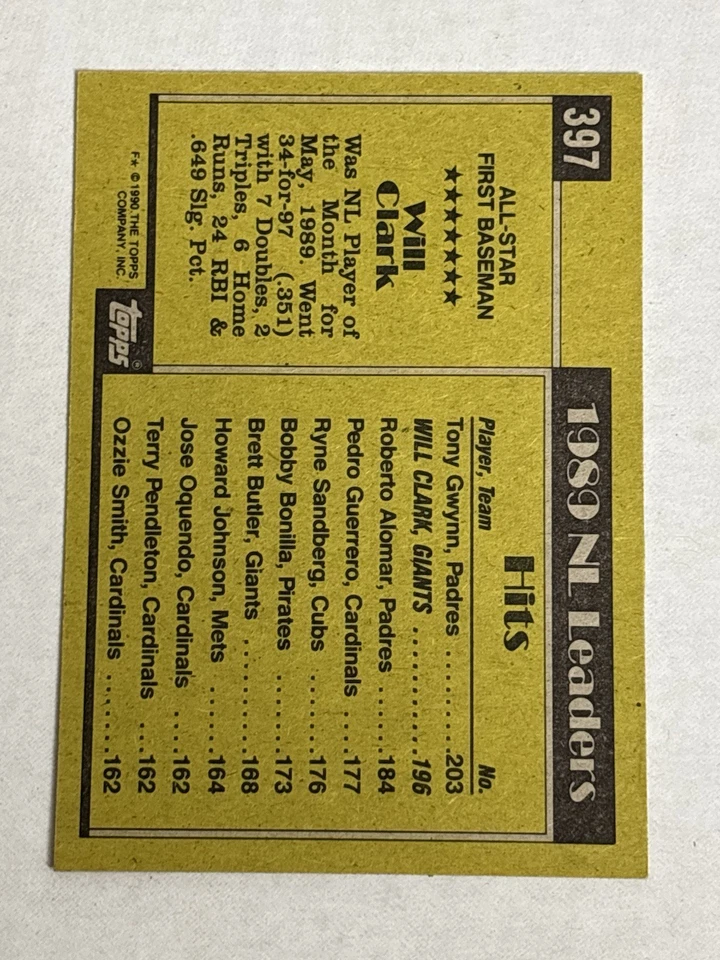 397
ALL-STAR
FIRST BASEMAN
★★★★★★★
Will
Clark
Was NL Player of
the Month for
May, 1989. Went
34-for-97 (.351)
with 7 Doubles, 2
Triples, 6 Home
Runs, 24 RBI &
.649 Slg. Pct.
F★ © 1990 THE TOPPS
COMPANY, INC.
topps®
1989 NL Leaders
Hits
Player, Team No.
Tony Gwynn, Padres .........203
WILL CLARK, GIANTS ..........196
Roberto Alomar, Padres ......184
Pedro Guerrero, Cardinals ...177
Ryne Sandberg, Cubs ........176
Bobby Bonilla, Pirates .......173
Brett Butler, Giants ..........168
Howard Johnson, Mets ......164
Jose Oquendo, Cardinals ....162
Terry Pendleton, Cardinals ...162
Ozzie Smith, Cardinals ......162